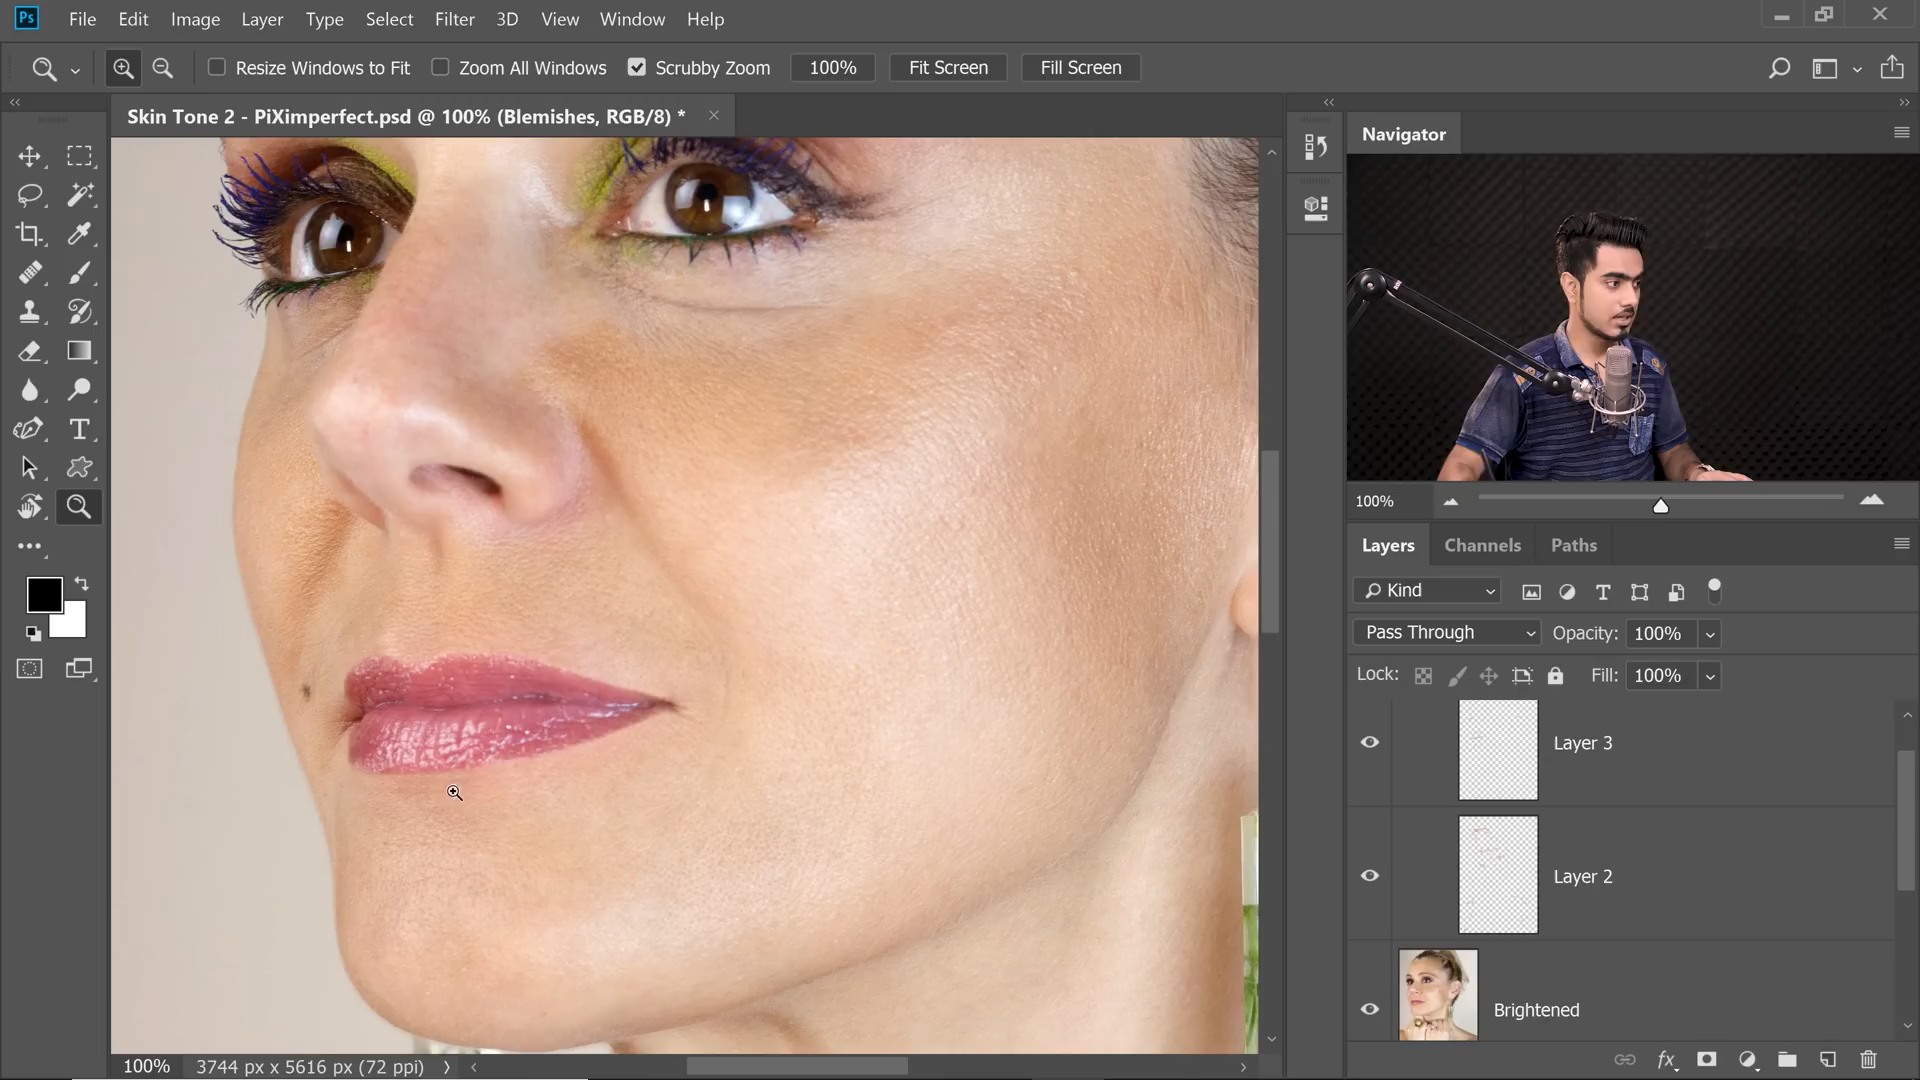 Ps File Edit Image Layer Type Select Filter 3D View Window Help
Resize Windows to Fit Zoom All Windows Scrubby Zoom 100% Fit Screen Fill Screen
Skin Tone 2 - PiXimperfect.psd @ 100% (Blemishes, RGB/8) *
Navigator
100%
Layers Channels Paths
Kind
Pass Through Opacity: 100%
Lock: Fill: 100%
Layer 3
Layer 2
Brightened
fx
100% 3744 px x 5616 px (72 ppi)